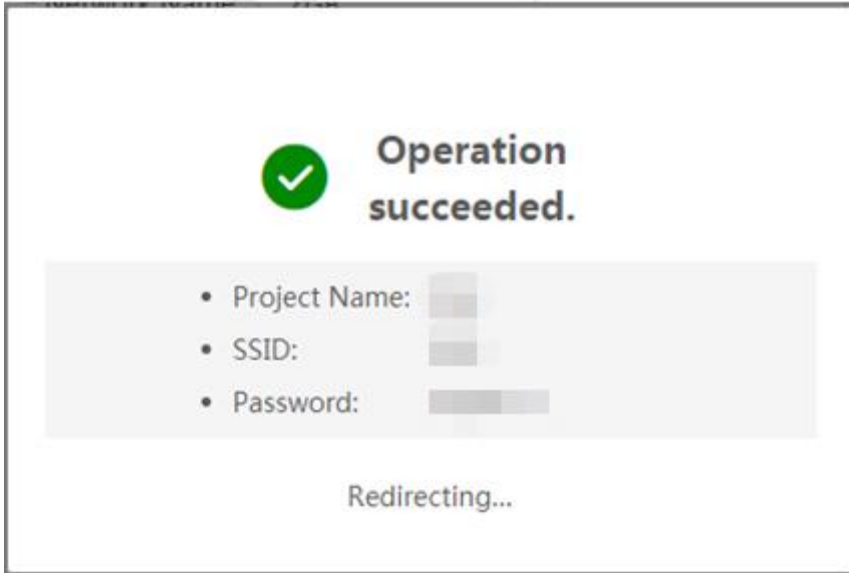 Operation
succeeded.
• Project Name:
• SSID:
• Password:
Redirecting...